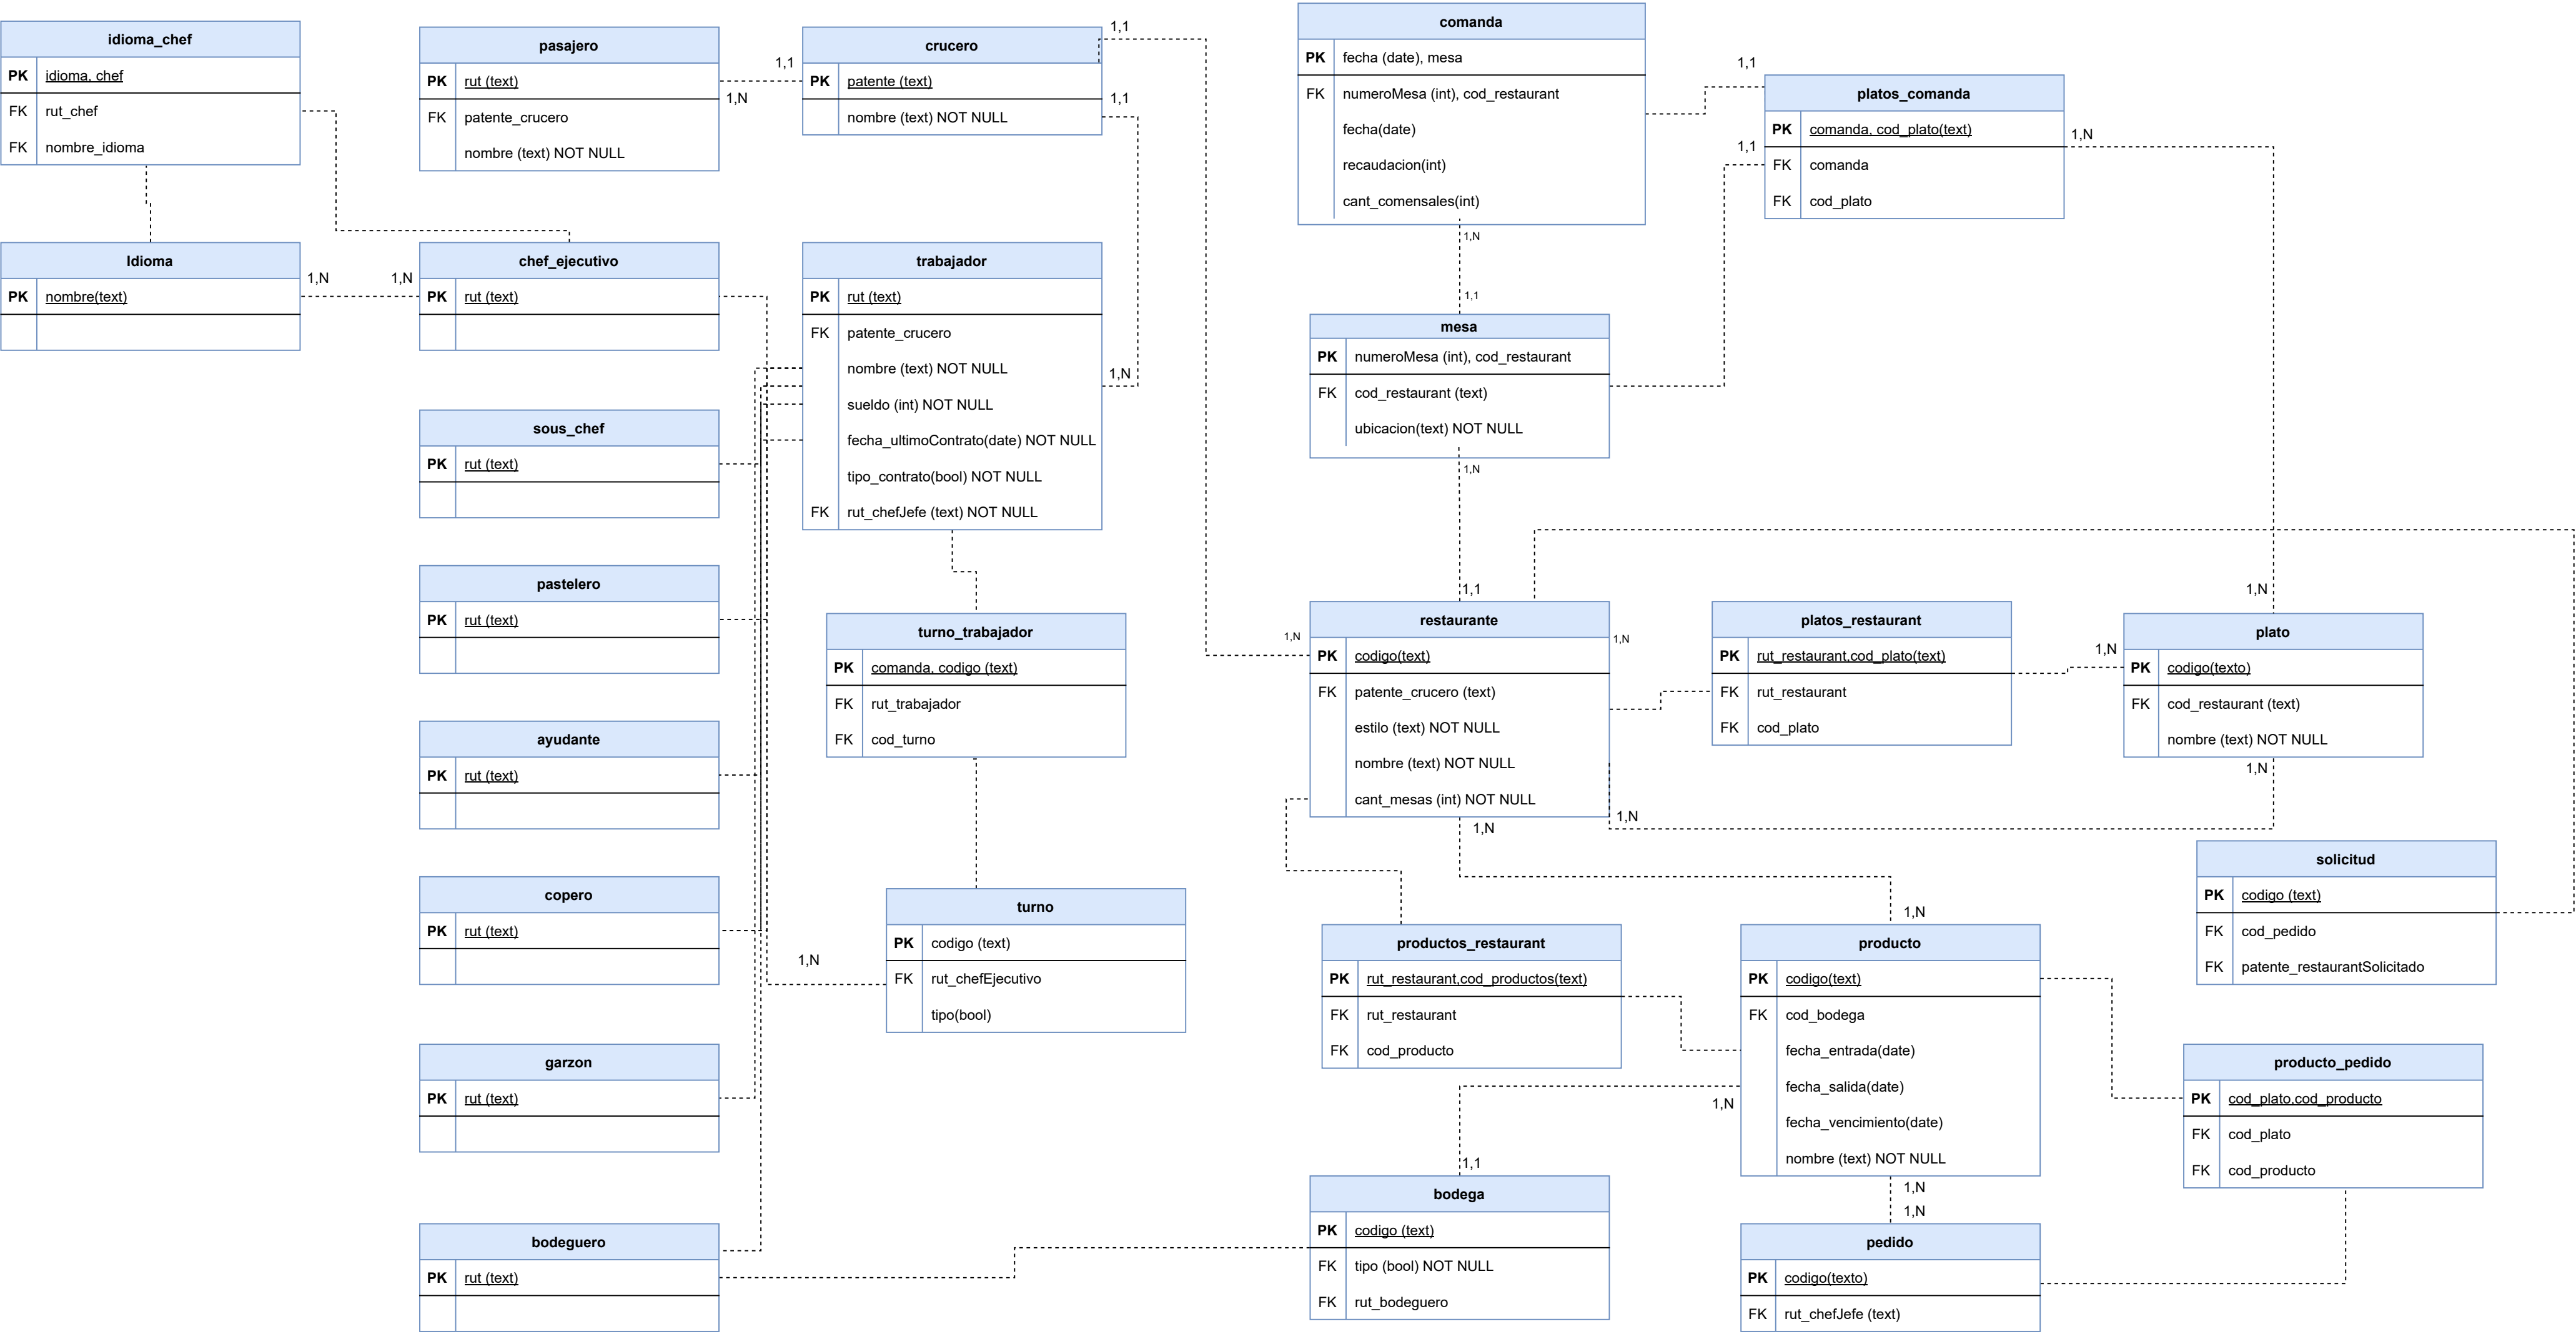 idioma_chef
PK idioma, chef
FK rut_chef
FK nombre_idioma
pasajero
PK rut (text)
FK patente_crucero
nombre (text) NOT NULL
1,1
1,N
crucero
PK patente (text)
nombre (text) NOT NULL
1,1
1,1
comanda
PK fecha (date), mesa
FK numeroMesa (int), cod_restaurant
fecha(date)
recaudacion(int)
cant_comensales(int)
1,1
1,1
platos_comanda
PK comanda, cod_plato(text)
FK comanda
FK cod_plato
1,N
Idioma
PK nombre(text)
1,N
1,N
chef_ejecutivo
PK rut (text)
trabajador
PK rut (text)
FK patente_crucero
nombre (text) NOT NULL
sueldo (int) NOT NULL
fecha_ultimoContrato(date) NOT NULL
tipo_contrato(bool) NOT NULL
FK rut_chefJefe (text) NOT NULL
1,N
1,N
1,1
mesa
PK numeroMesa (int), cod_restaurant
FK cod_restaurant (text)
ubicacion(text) NOT NULL
1,N
1,1
sous_chef
PK rut (text)
pastelero
PK rut (text)
turno_trabajador
PK comanda, codigo (text)
FK rut_trabajador
FK cod_turno
1,N
restaurante
PK codigo(text)
FK patente_crucero (text)
estilo (text) NOT NULL
nombre (text) NOT NULL
cant_mesas (int) NOT NULL
1,N
1,N
1,N
platos_restaurant
PK rut_restaurant,cod_plato(text)
FK rut_restaurant
FK cod_plato
1,N
1,N
plato
PK codigo(texto)
FK cod_restaurant (text)
nombre (text) NOT NULL
1,N
ayudante
PK rut (text)
copero
PK rut (text)
1,N
turno
PK codigo (text)
FK rut_chefEjecutivo
tipo(bool)
productos_restaurant
PK rut_restaurant,cod_productos(text)
FK rut_restaurant
FK cod_producto
1,N
producto
PK codigo(text)
FK cod_bodega
fecha_entrada(date)
fecha_salida(date)
fecha_vencimiento(date)
nombre (text) NOT NULL
1,N
1,N
1,N
solicitud
PK codigo (text)
FK cod_pedido
FK patente_restaurantSolicitado
producto_pedido
PK cod_plato,cod_producto
FK cod_plato
FK cod_producto
garzon
PK rut (text)
bodeguero
PK rut (text)
1,1
bodega
PK codigo (text)
FK tipo (bool) NOT NULL
FK rut_bodeguero
pedido
PK codigo(texto)
FK rut_chefJefe (text)